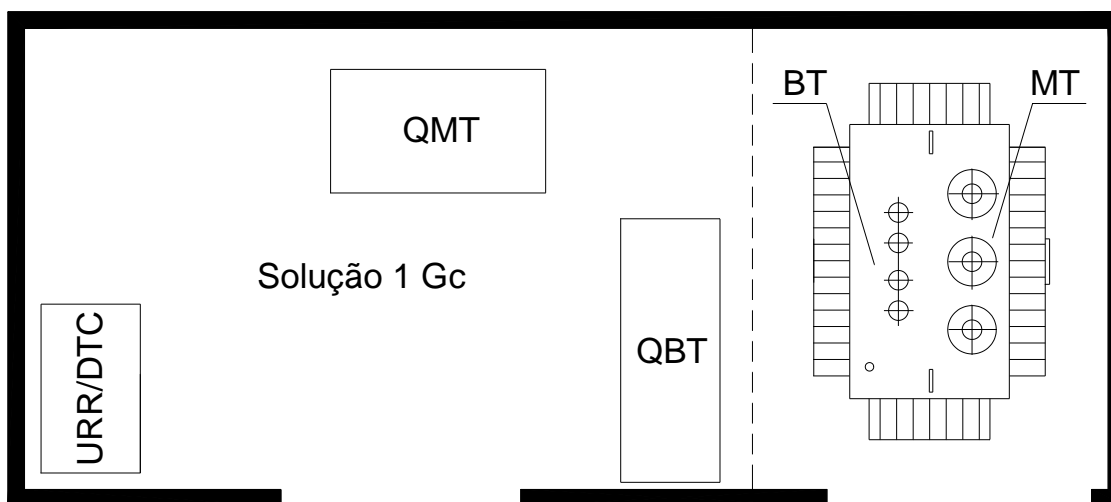 BT
MT
QMT
Solução 1 Gc
URR/DTC
QBT